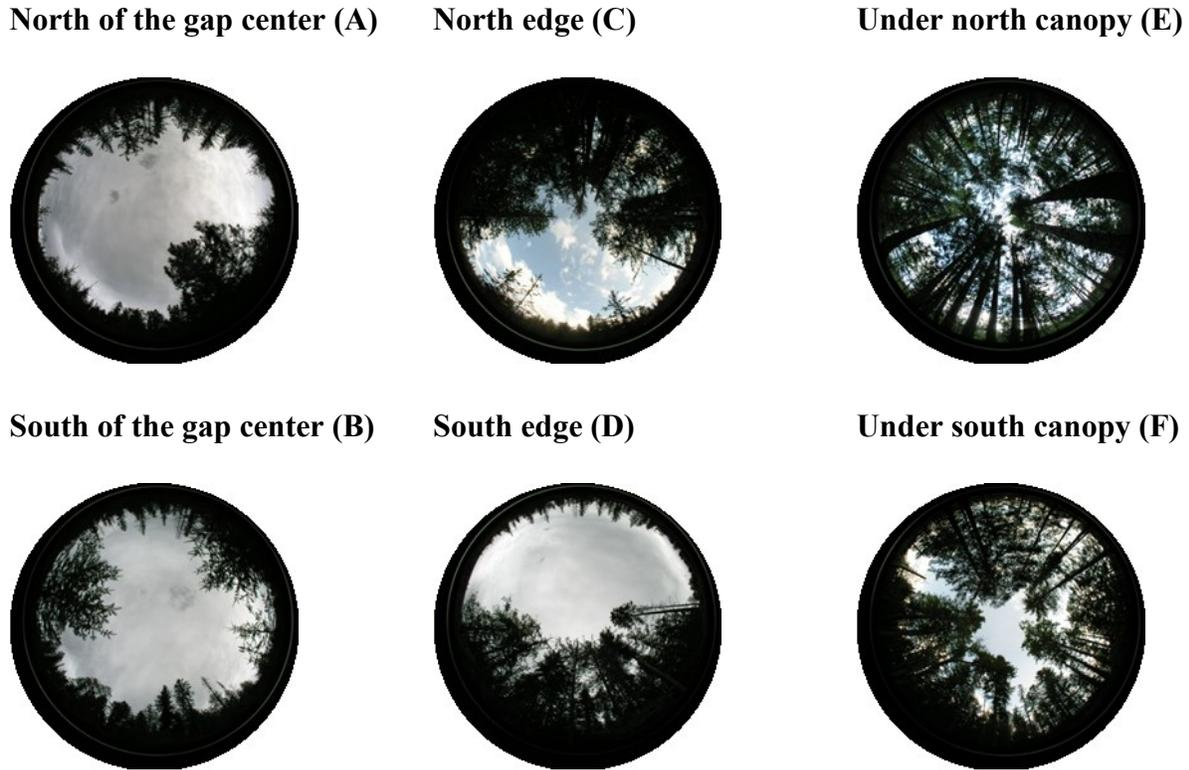 North of the gap center (A)
North edge (C)
Under north canopy (E)
South of the gap center (B)
South edge (D)
Under south canopy (F)